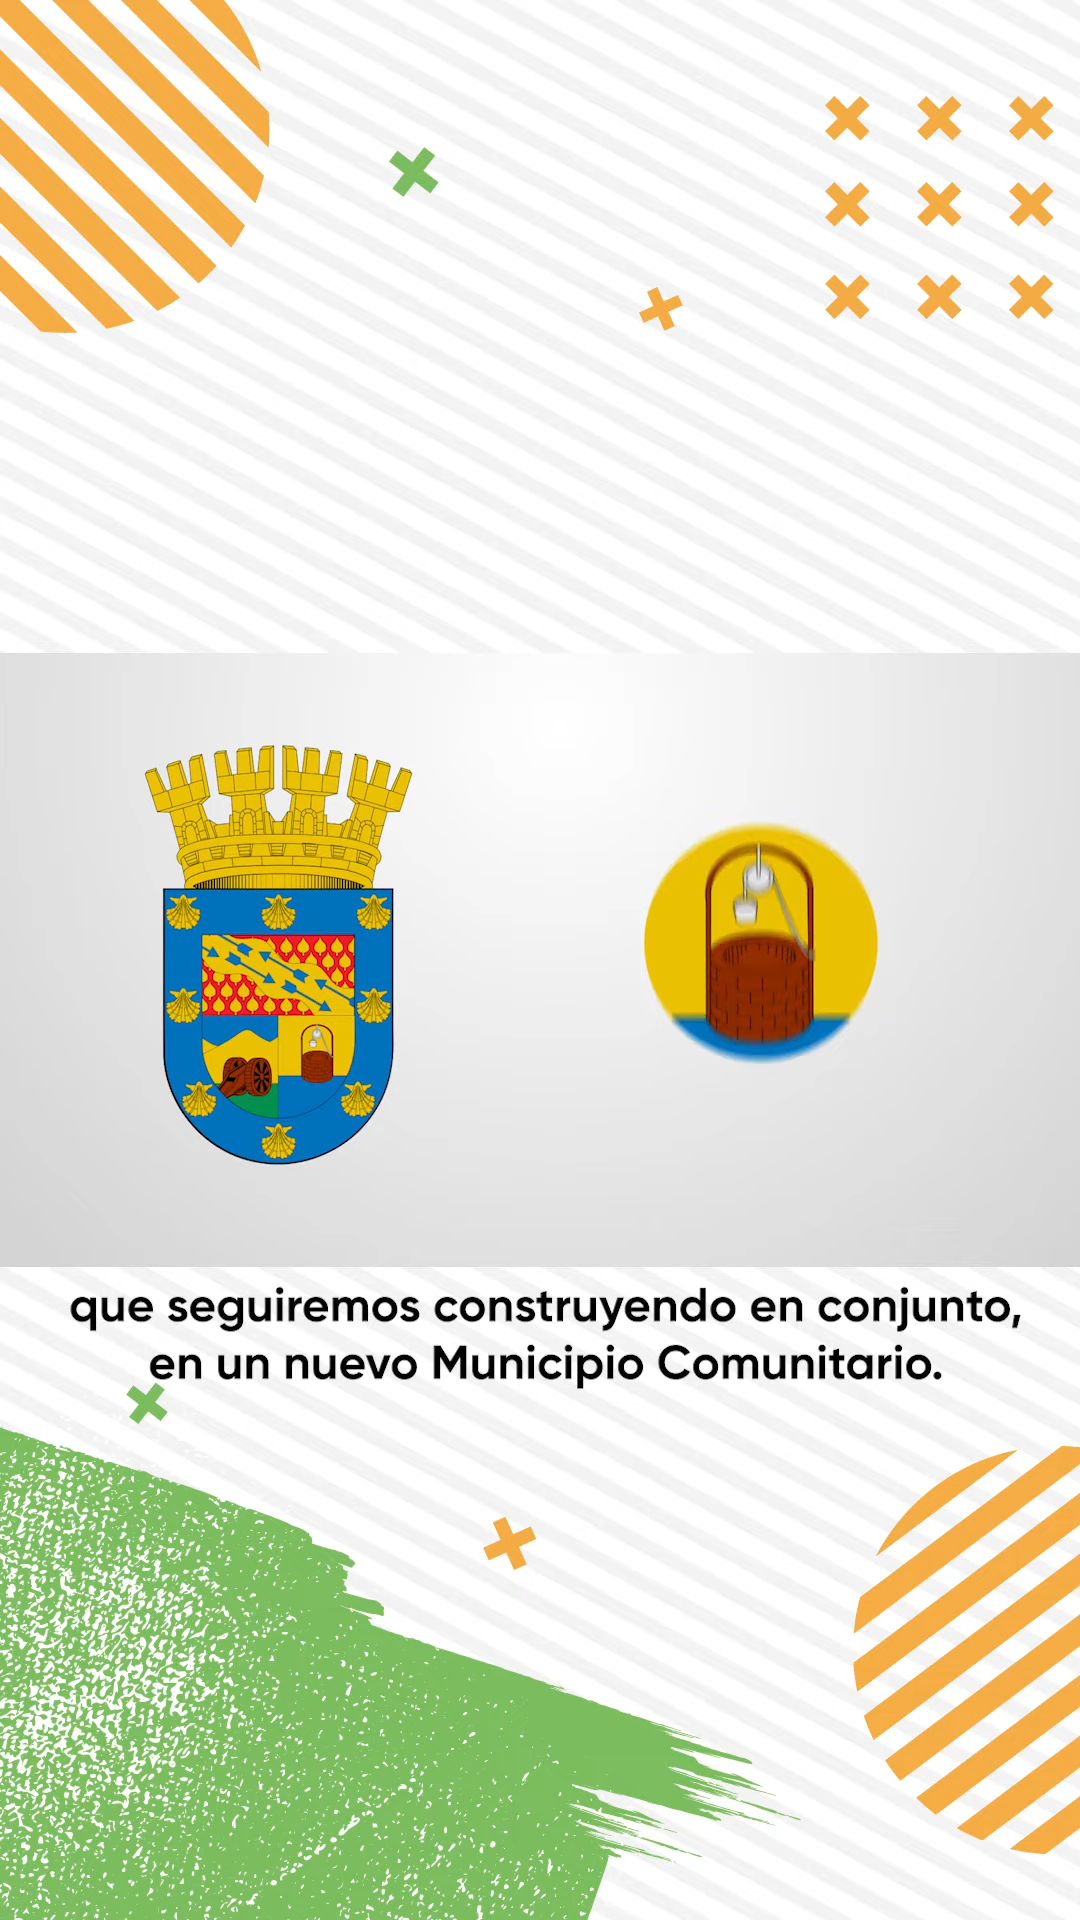 que seguiremos construyendo en conjunto,
en un nuevo Municipio Comunitario.